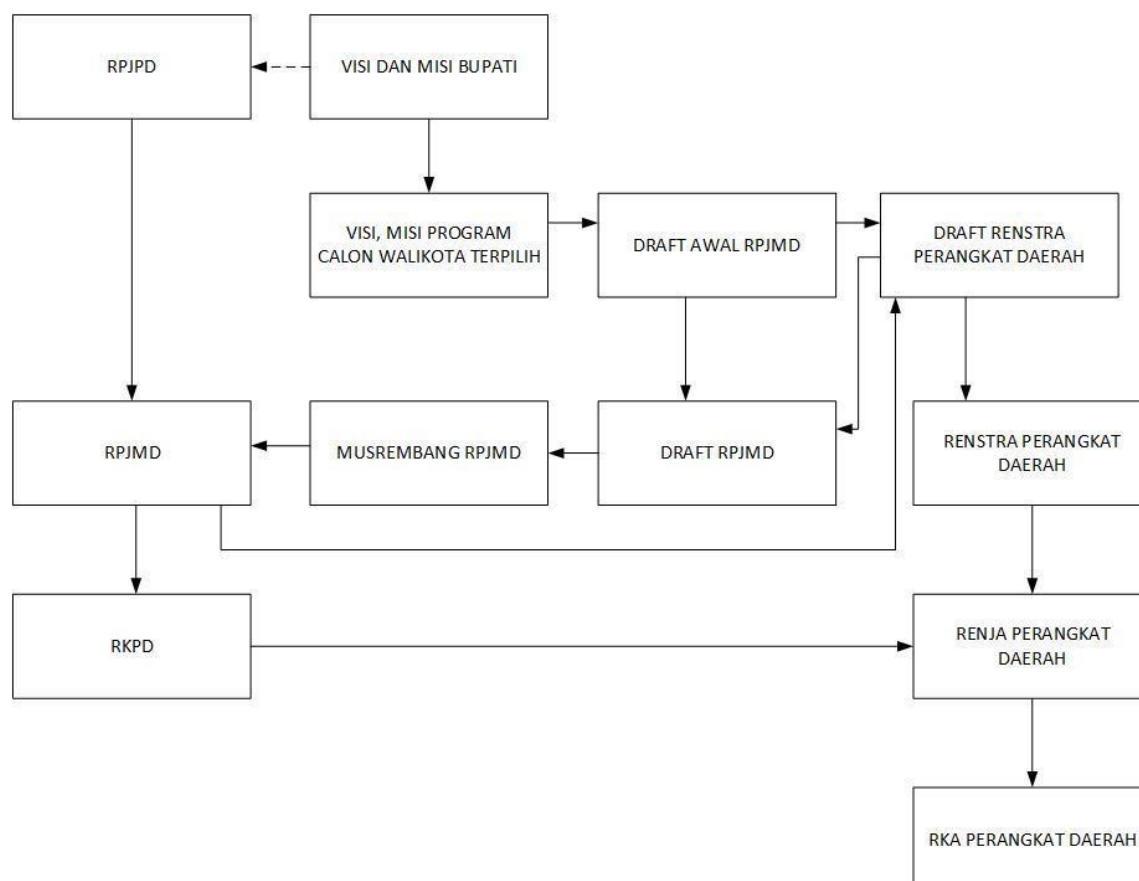 RPJPD
VISI DAN MISI BUPATI
VISI, MISI PROGRAM
CALON WALIKOTA TERPILIH
DRAFT AWAL RPJMD
DRAFT RENSTRA
PERANGKAT DAERAH
RPJMD
MUSREMBANG RPJMD
DRAFT RPJMD
RENSTRA PERANGKAT
DAERAH
RKPD
RENJA PERANGKAT
DAERAH
RKA PERANGKAT DAERAH